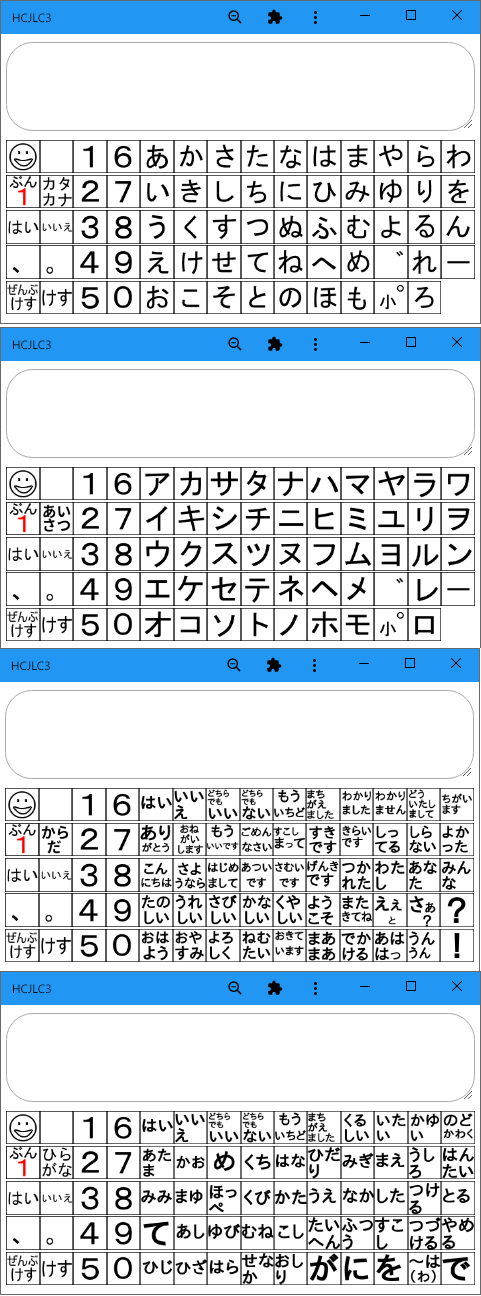 HCJLC3
1 6 あ か さ た な は ま や ら わ
ぶん 1 カタカナ 2 7 い き し ち に ひ み ゆ り を
はい いいえ 3 8 う く す つ ぬ ふ む よ る ん
、 。 4 9 え け せ て ね へ め ゛ れ ー
ぜんぶけす けす 5 0 お こ そ と の ほ も 小゜ ろ
HCJLC3
1 6 ア カ サ タ ナ ハ マ ヤ ラ ワ
ぶん 1 あいさつ 2 7 イ キ シ チ ニ ヒ ミ ユ リ ヲ
はい いいえ 3 8 ウ ク ス ツ ヌ フ ム ヨ ル ン
、 。 4 9 エ ケ セ テ ネ ヘ メ ゛ レ ー
ぜんぶけす けす 5 0 オ コ ソ ト ノ ホ モ 小゜ ロ
HCJLC3
1 6 はい いいえ どちらでもいい どちらでもない もういちど まちがえました わかりました わかりません どういたしまして ちがいます
ぶん 1 からだ 2 7 ありがとう おねがいします もういいです ごめんなさい すこしまって すきです きらいです しってる しらない よかった
はい いいえ 3 8 こんにちは さようなら はじめまして あついです さむいです げんきです つかれた わたし あなた みんな
、 。 4 9 たのしい うれしい さびしい かなしい くやしい ようこそ またきてね えぇと さぁ? ?
ぜんぶけす けす 5 0 おはよう おやすみ よろしく ねむたい おきています まあまあ でかける あははっ うんうん !
HCJLC3
1 6 はい いいえ どちらでもいい どちらでもない もういちど まちがえました くるしい いたい かゆい のどかわく
ぶん 1 ひらがな 2 7 あたま かお め くち はな ひだり みぎ まえ うしろ はんたい
はい いいえ 3 8 みみ まゆ ほっぺ くび かた うえ なか した つける とる
、 。 4 9 て あし ゆび むね こし たいへん ふつう すこし つづける やめる
ぜんぶけす けす 5 0 ひじ ひざ はら せなか おしり が に を 〜は(わ) で